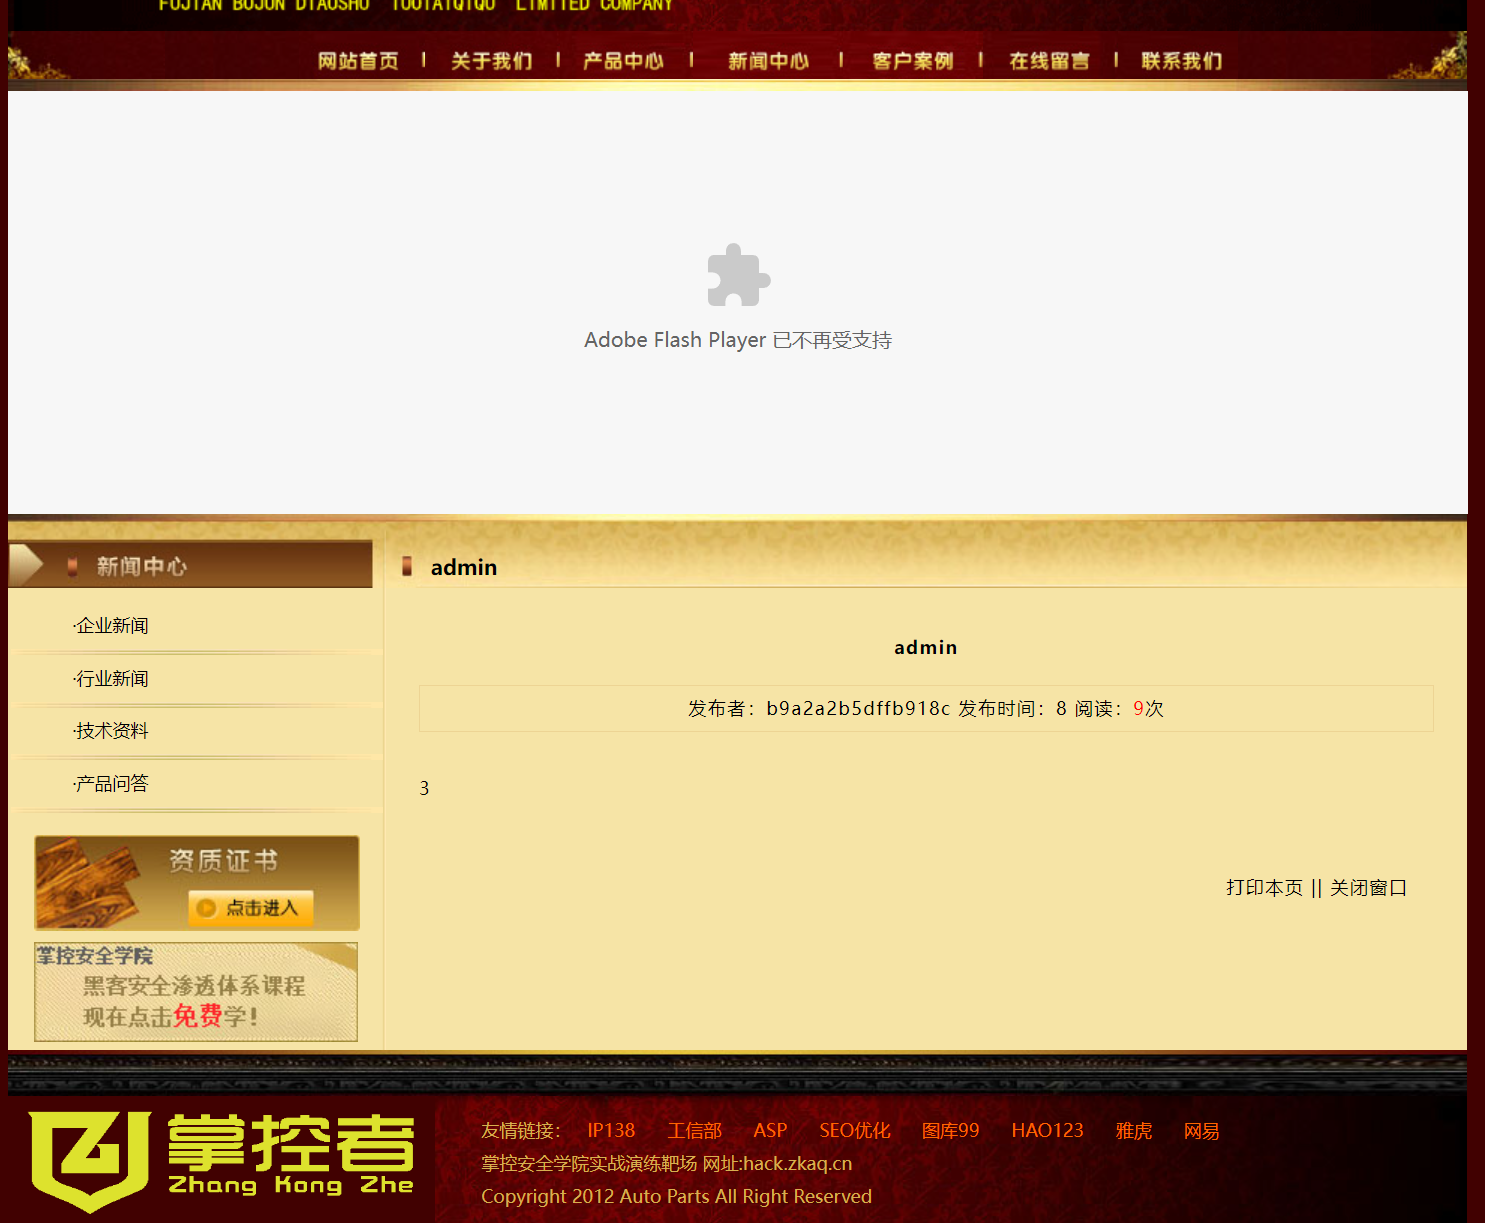 FUJIAN BOJUN DIAOSHU TUOTAIQIQU LIMITED COMPANY
网站首页 | 关于我们 | 产品中心 | 新闻中心 | 客户案例 | 在线留言 | 联系我们
Adobe Flash Player 已不再受支持
新闻中心
·企业新闻
·行业新闻
·技术资料
·产品问答
资质证书
点击进入
掌控安全学院
黑客安全渗透体系课程
现在点击免费学！
admin
admin
发布者：b9a2a2b5dffb918c 发布时间：8 阅读：9次
3
打印本页 || 关闭窗口
掌控者
Zhang Kong Zhe
友情链接： IP138 工信部 ASP SEO优化 图库99 HAO123 雅虎 网易
掌控安全学院实战演练靶场 网址:hack.zkaq.cn
Copyright 2012 Auto Parts All Right Reserved